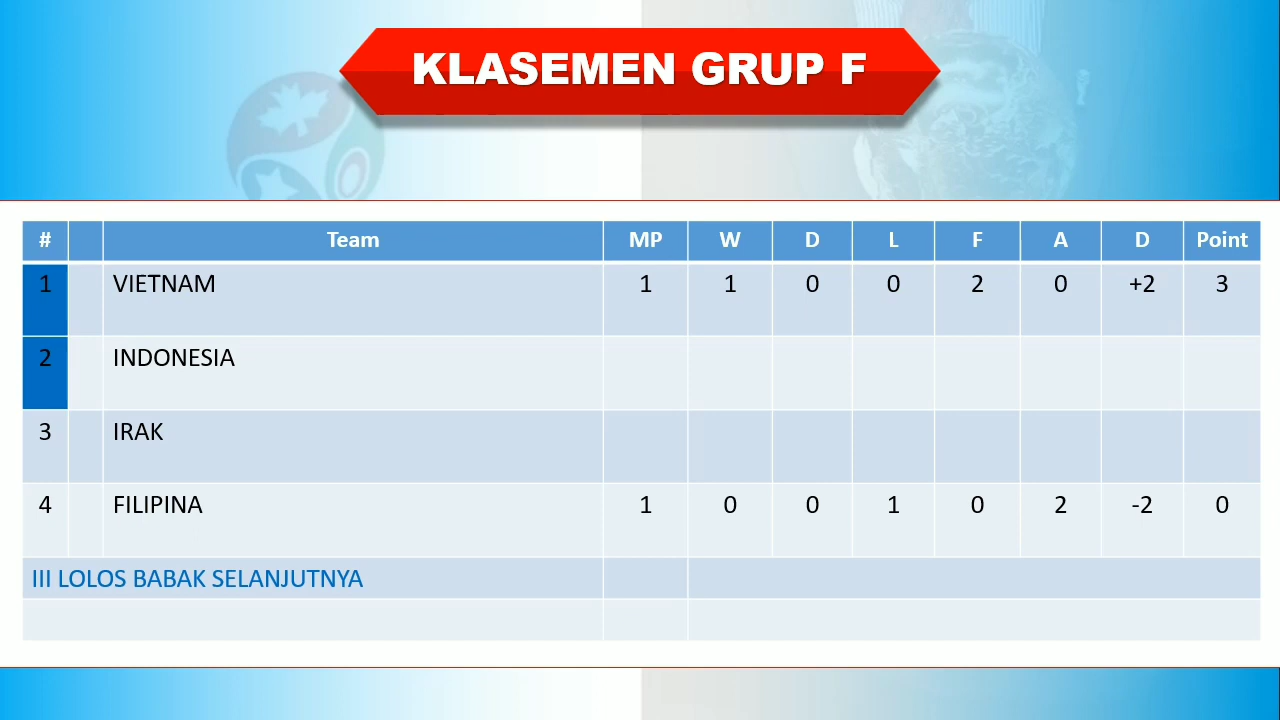 KLASEMEN GRUP F
# Team MP W D L F A D Point
1 VIETNAM 1 1 0 0 2 0 +2 3
2 INDONESIA
3 IRAK
4 FILIPINA 1 0 0 1 0 2 -2 0
III LOLOS BABAK SELANJUTNYA